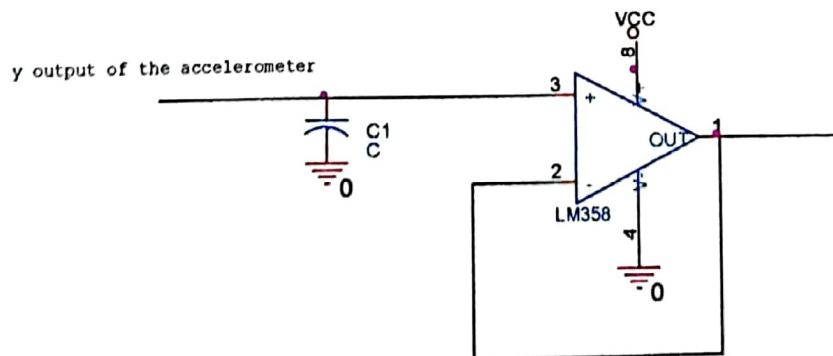 VCC
8
y output of the accelerometer
3
+
1
C1
C
OUT
0
2
-
LM358
4
0